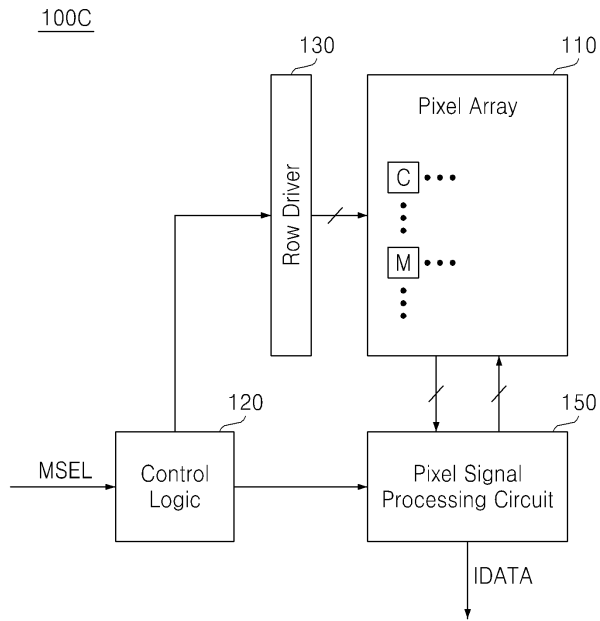 100C
130
110
Pixel Array
C
Row Driver
M
120
150
MSEL
Control
Logic
Pixel Signal
Processing Circuit
IDATA